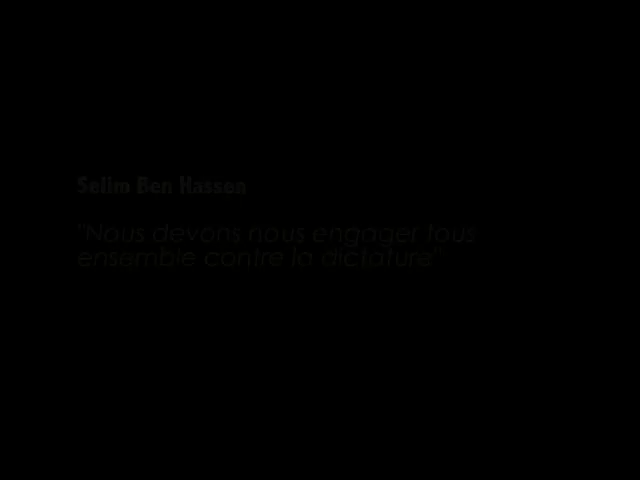 Selim Ben Hassen
"Nous devons nous engager tous
ensemble contre la dictature"